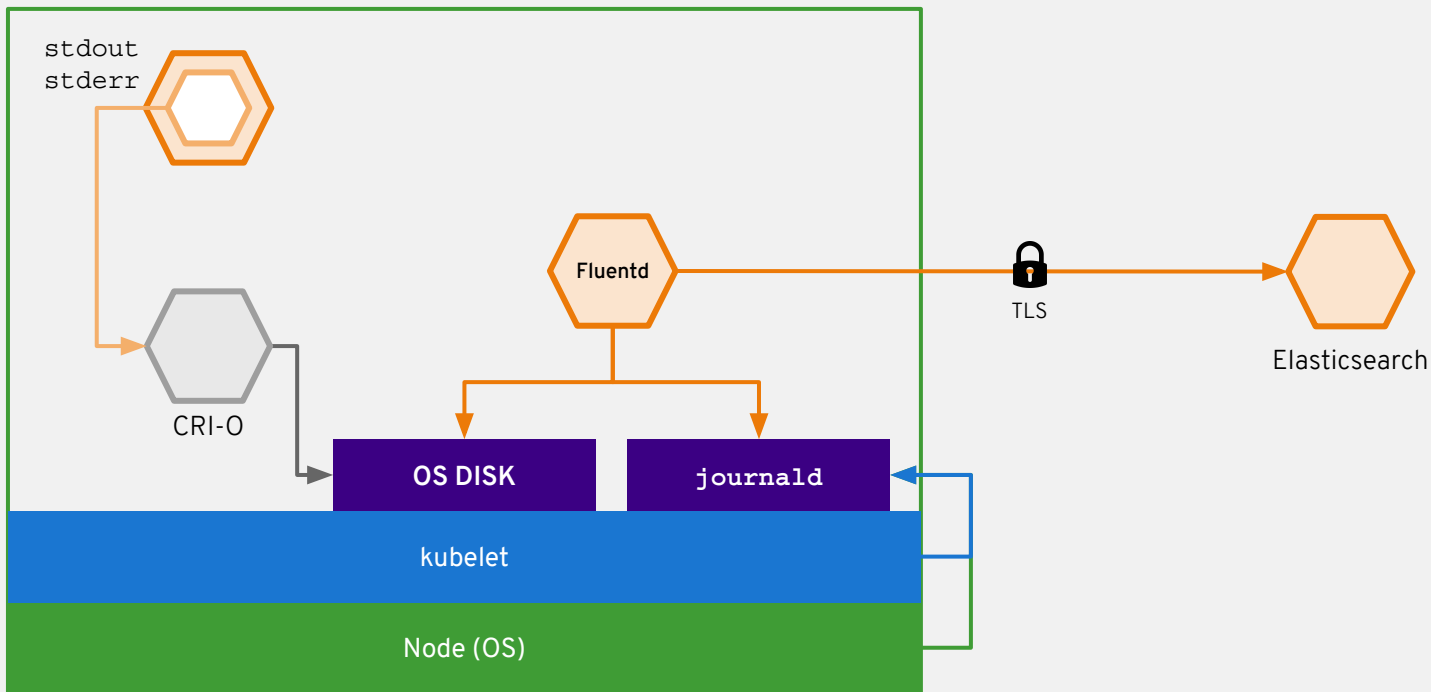 stdout
stderr
Fluentd
TLS
Elasticsearch
CRI-O
OS DISK
journald
kubelet
Node (OS)